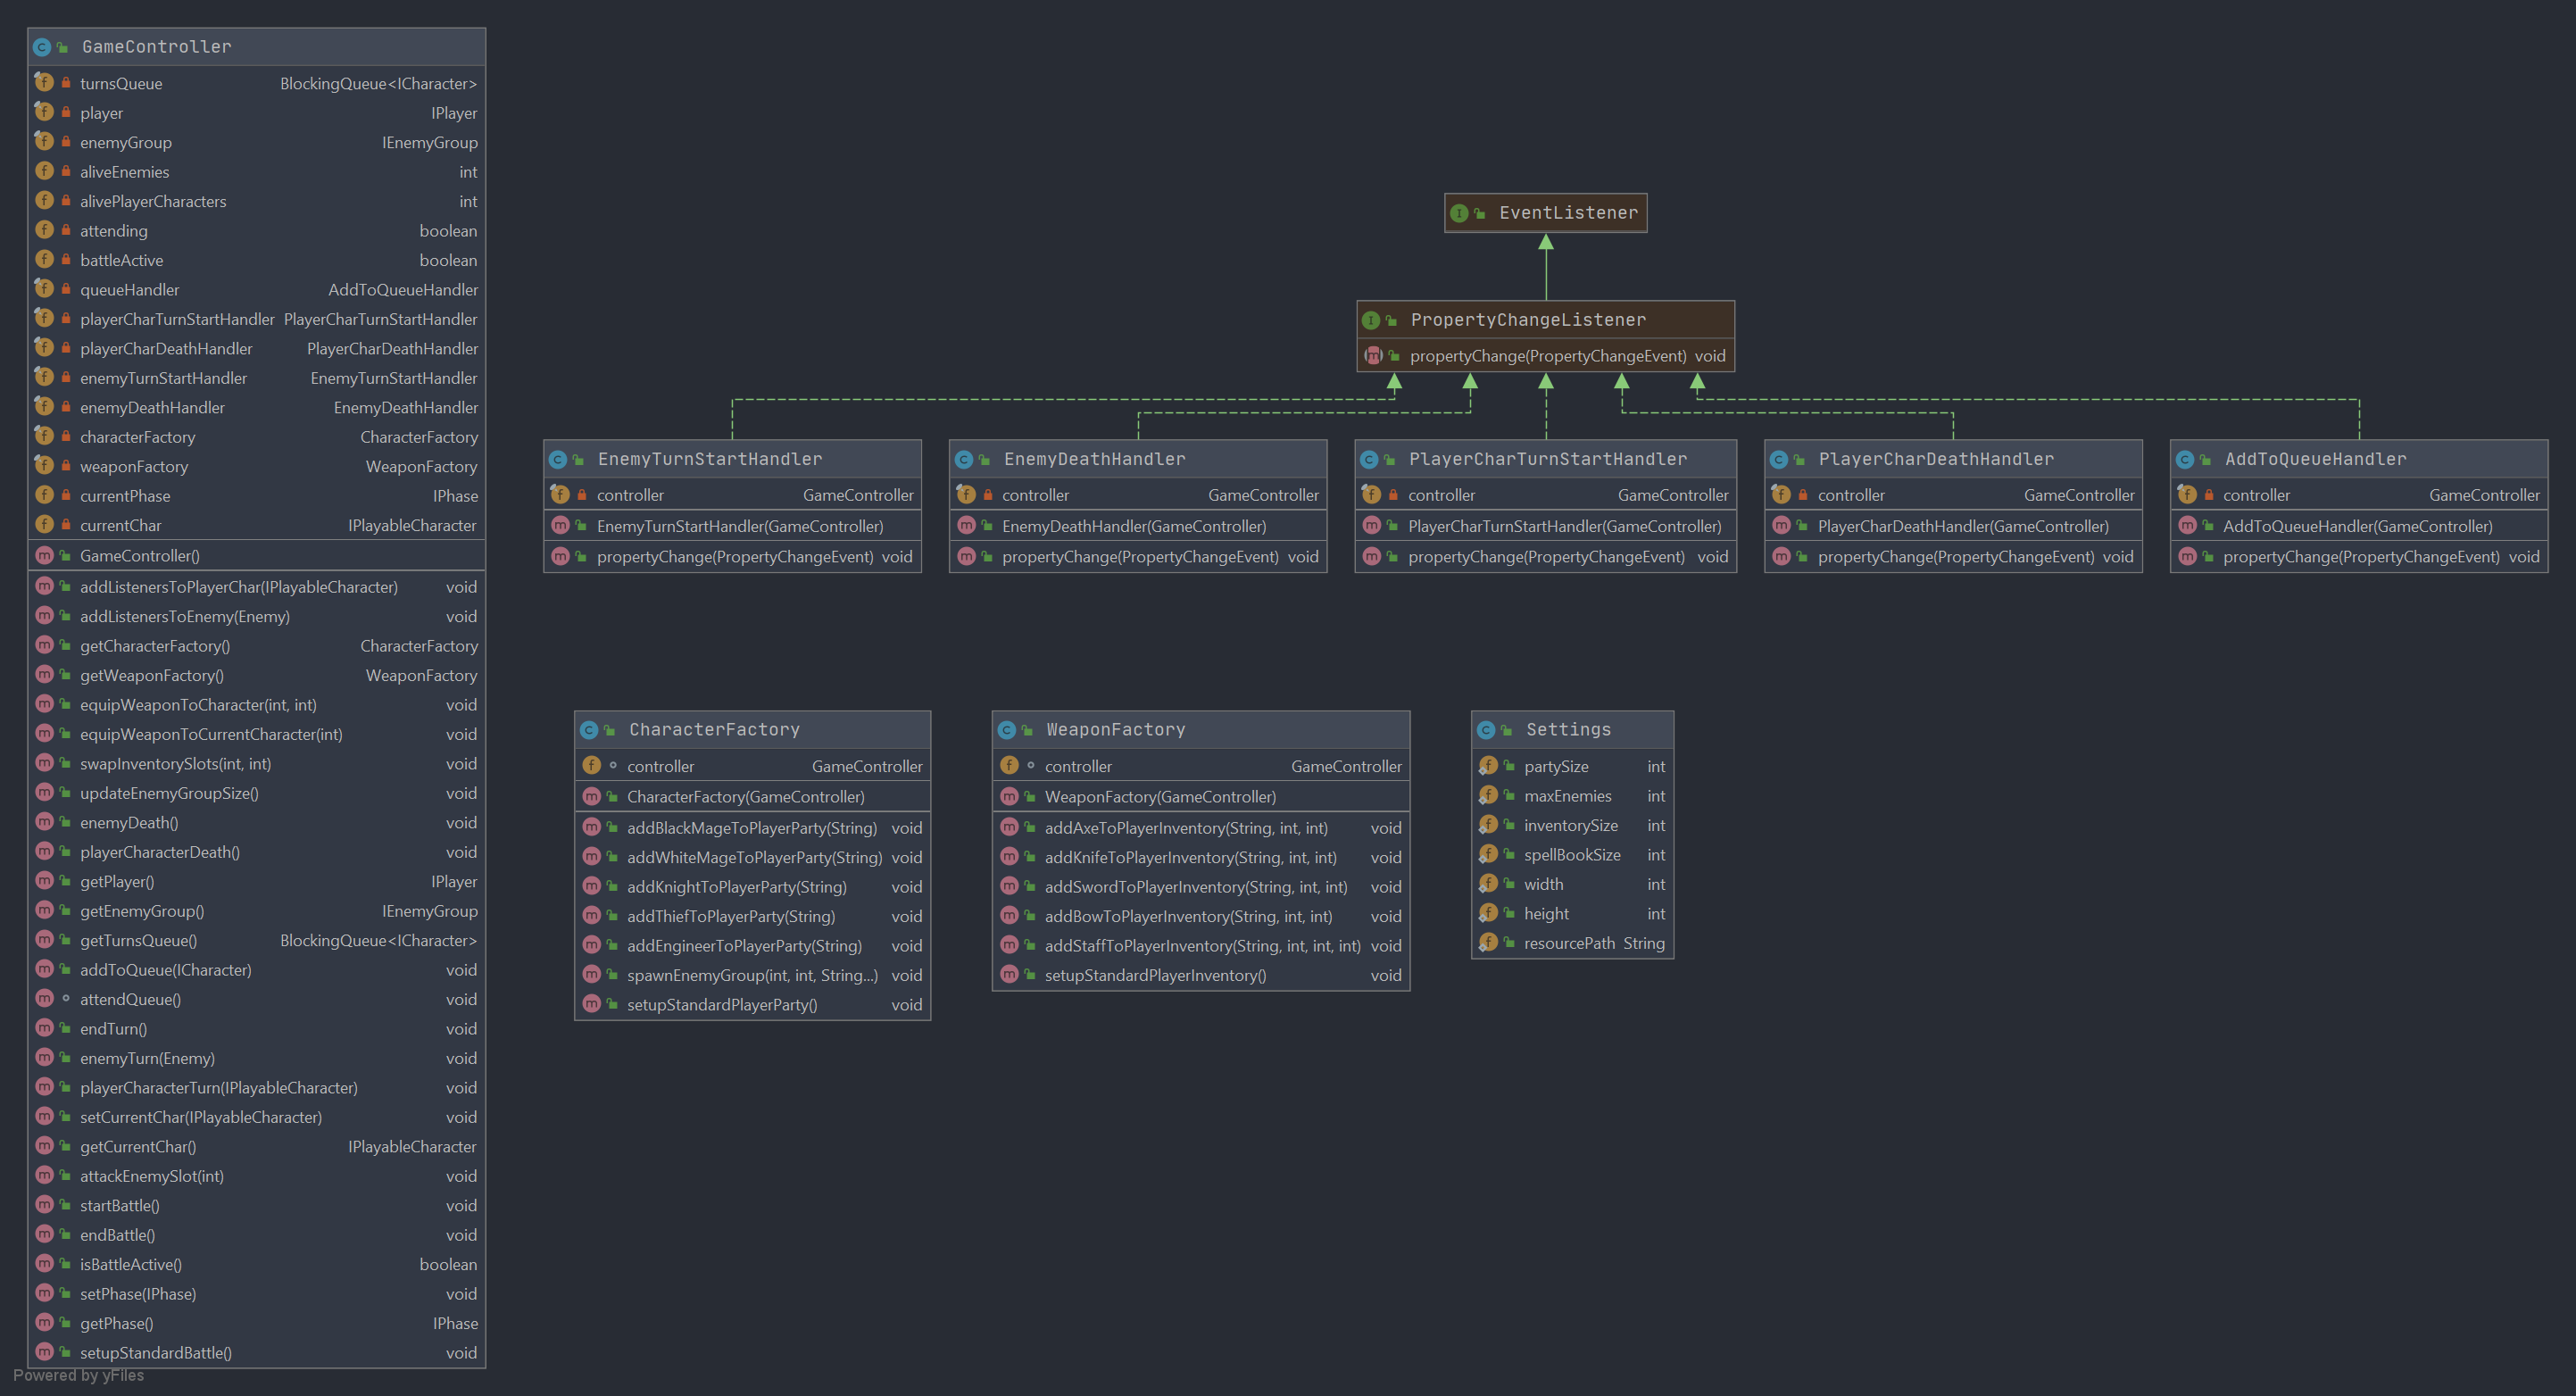 GameController
turnsQueue BlockingQueue<ICharacter>
player IPlayer
enemyGroup IEnemyGroup
aliveEnemies int
alivePlayerCharacters int
attending boolean
battleActive boolean
queueHandler AddToQueueHandler
playerCharTurnStartHandler PlayerCharTurnStartHandler
playerCharDeathHandler PlayerCharDeathHandler
enemyTurnStartHandler EnemyTurnStartHandler
enemyDeathHandler EnemyDeathHandler
characterFactory CharacterFactory
weaponFactory WeaponFactory
currentPhase IPhase
currentChar IPlayableCharacter
GameController()
addListenersToPlayerChar(IPlayableCharacter) void
addListenersToEnemy(Enemy) void
getCharacterFactory() CharacterFactory
getWeaponFactory() WeaponFactory
equipWeaponToCharacter(int, int) void
equipWeaponToCurrentCharacter(int) void
swapInventorySlots(int, int) void
updateEnemyGroupSize() void
enemyDeath() void
playerCharacterDeath() void
getPlayer() IPlayer
getEnemyGroup() IEnemyGroup
getTurnsQueue() BlockingQueue<ICharacter>
addToQueue(ICharacter) void
attendQueue() void
endTurn() void
enemyTurn(Enemy) void
playerCharacterTurn(IPlayableCharacter) void
setCurrentChar(IPlayableCharacter) void
getCurrentChar() IPlayableCharacter
attackEnemySlot(int) void
startBattle() void
endBattle() void
isBattleActive() boolean
setPhase(IPhase) void
getPhase() IPhase
setupStandardBattle() void
EventListener
PropertyChangeListener
propertyChange(PropertyChangeEvent) void
EnemyTurnStartHandler
controller GameController
EnemyTurnStartHandler(GameController)
propertyChange(PropertyChangeEvent) void
EnemyDeathHandler
controller GameController
EnemyDeathHandler(GameController)
propertyChange(PropertyChangeEvent) void
PlayerCharTurnStartHandler
controller GameController
PlayerCharTurnStartHandler(GameController)
propertyChange(PropertyChangeEvent) void
PlayerCharDeathHandler
controller GameController
PlayerCharDeathHandler(GameController)
propertyChange(PropertyChangeEvent) void
AddToQueueHandler
controller GameController
AddToQueueHandler(GameController)
propertyChange(PropertyChangeEvent) void
CharacterFactory
controller GameController
CharacterFactory(GameController)
addBlackMageToPlayerParty(String) void
addWhiteMageToPlayerParty(String) void
addKnightToPlayerParty(String) void
addThiefToPlayerParty(String) void
addEngineerToPlayerParty(String) void
spawnEnemyGroup(int, int, String...) void
setupStandardPlayerParty() void
WeaponFactory
controller GameController
WeaponFactory(GameController)
addAxeToPlayerInventory(String, int, int) void
addKnifeToPlayerInventory(String, int, int) void
addSwordToPlayerInventory(String, int, int) void
addBowToPlayerInventory(String, int, int) void
addStaffToPlayerInventory(String, int, int, int) void
setupStandardPlayerInventory() void
Settings
partySize int
maxEnemies int
inventorySize int
spellBookSize int
width int
height int
resourcePath String
Powered by yFiles